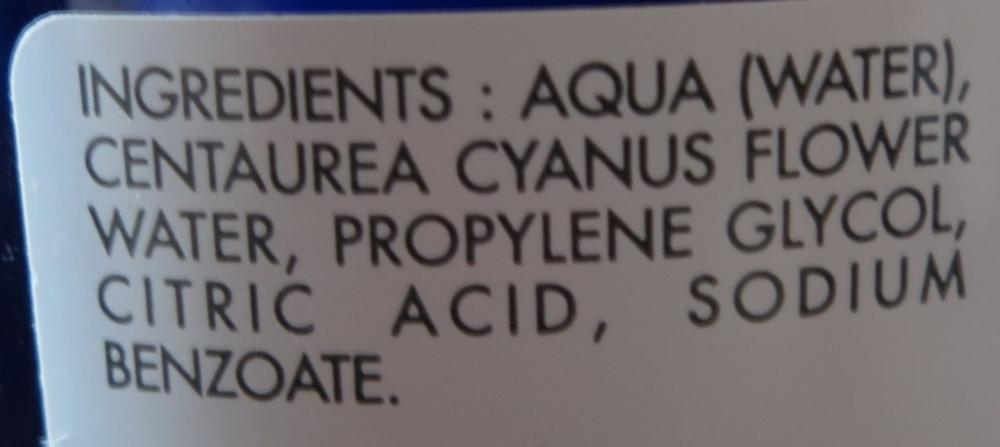 INGREDIENTS : AQUA (WATER),
CENTAUREA CYANUS FLOWER
WATER, PROPYLENE GLYCOL,
CITRIC ACID, SODIUM
BENZOATE.